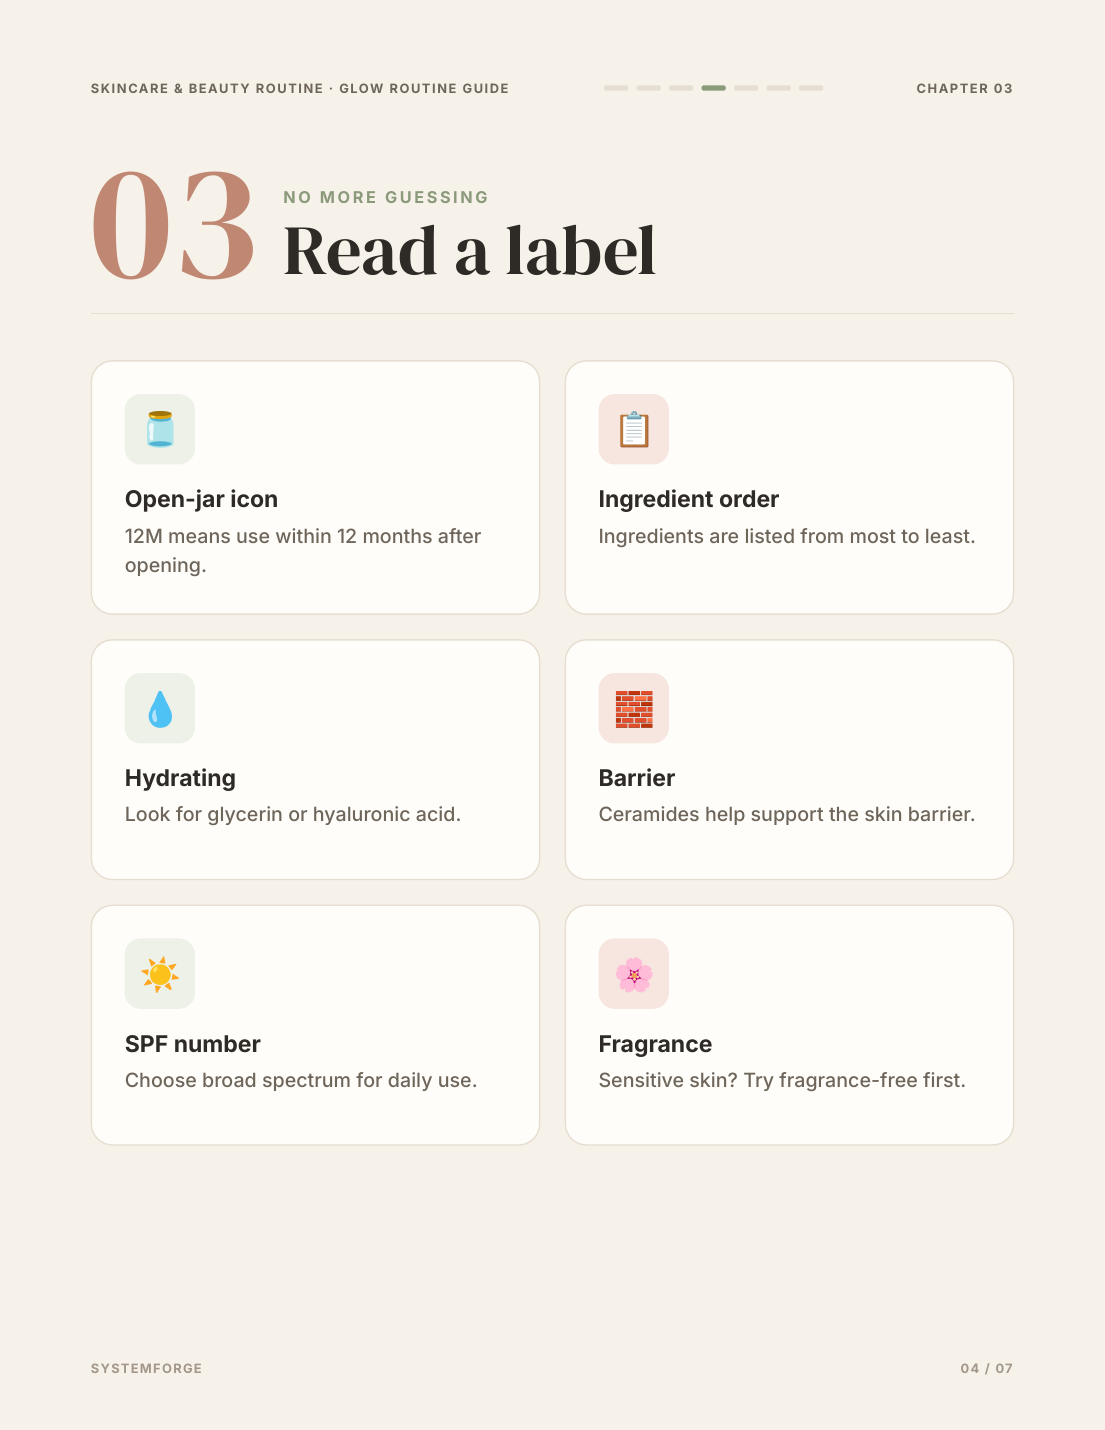 SKINCARE & BEAUTY ROUTINE · GLOW ROUTINE GUIDE
CHAPTER 03
03
NO MORE GUESSING
Read a label
Open-jar icon
12M means use within 12 months after
opening.
Ingredient order
Ingredients are listed from most to least.
Hydrating
Look for glycerin or hyaluronic acid.
Barrier
Ceramides help support the skin barrier.
SPF number
Choose broad spectrum for daily use.
Fragrance
Sensitive skin? Try fragrance-free first.
SYSTEMFORGE
04 / 07